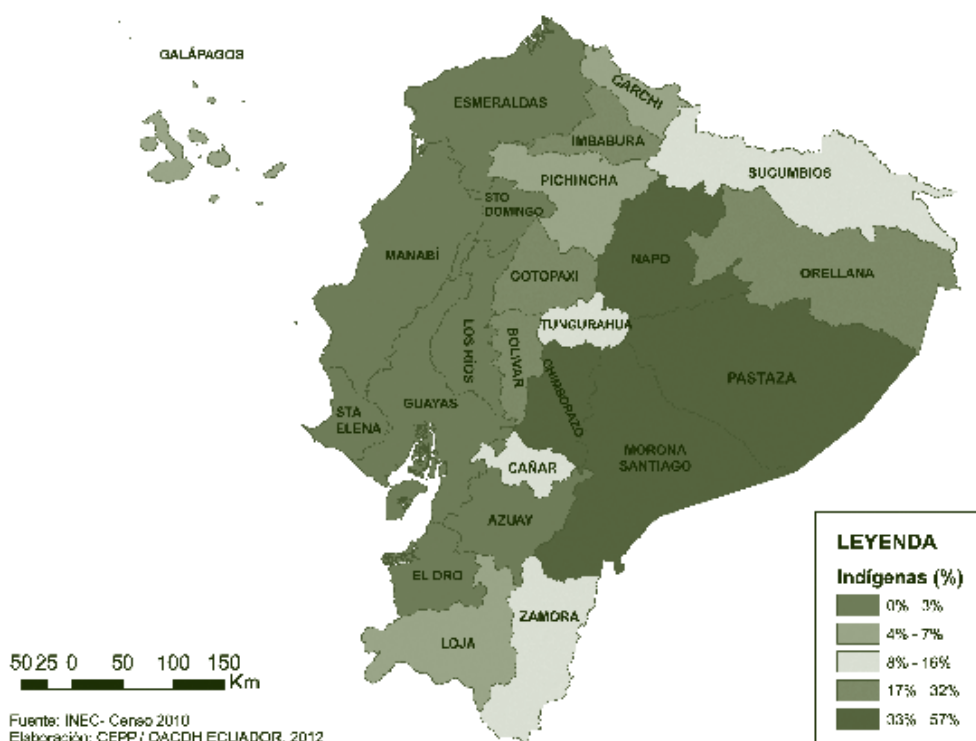 GALÁPAGOS
ESMERALDAS
CARCHI
IMBABURA
SUCUMBIOS
PICHINCHA
STO
DOMINGO
MANABÍ
NAPO
ORELLANA
COTOPAXI
TUNGURAHUA
LOS RÍOS
BOLIVAR
CHIMBORAZO
PASTAZA
GUAYAS
STA
ELENA
MORONA
SANTIAGO
CAÑAR
AZUAY
EL ORO
ZAMORA
LOJA
LEYENDA
Indígenas (%)
0% - 3%
4% - 7%
8% - 16%
17% - 32%
33% - 57%
50 25 0 50 100 150
Km
Fuente: INEC- Censo 2010
Elaboración: CEPP / OACDH ECUADOR, 2012